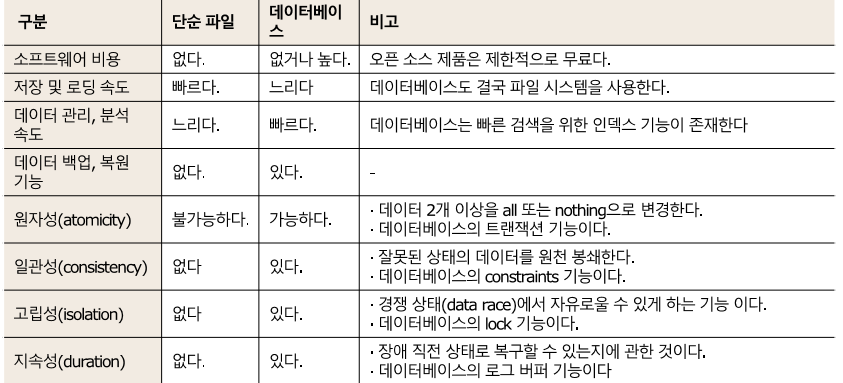 구분 단순 파일 데이터베이스 비고
소프트웨어 비용 없다. 없거나 높다. 오픈 소스 제품은 제한적으로 무료다.
저장 및 로딩 속도 빠르다. 느리다 데이터베이스도 결국 파일 시스템을 사용한다.
데이터 관리, 분석
속도 느리다. 빠르다. 데이터베이스는 빠른 검색을 위한 인덱스 기능이 존재한다
데이터 백업, 복원
기능 없다. 있다. -
원자성(atomicity) 불가능하다. 가능하다. · 데이터 2개 이상을 all 또는 nothing으로 변경한다.
· 데이터베이스의 트랜잭션 기능이다.
일관성(consistency) 없다 있다. · 잘못된 상태의 데이터를 원천 봉쇄한다.
· 데이터베이스의 constraints 기능이다.
고립성(isolation) 없다 있다. · 경쟁 상태(data race)에서 자유로울 수 있게 하는 기능 이다.
· 데이터베이스의 lock 기능이다.
지속성(duration) 없다. 있다. · 장애 직전 상태로 복구할 수 있는지에 관한 것이다.
· 데이터베이스의 로그 버퍼 기능이다